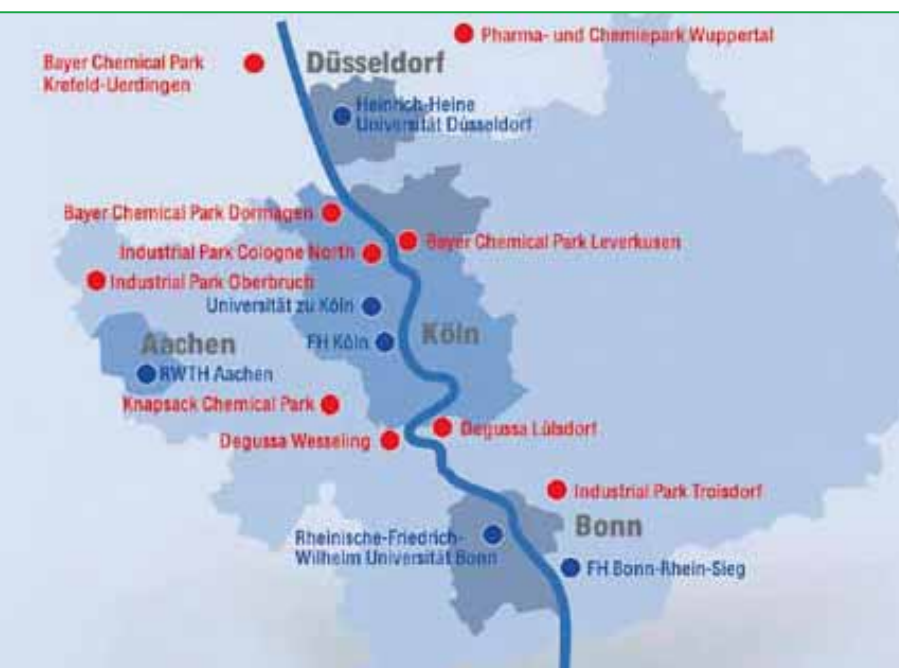 Pharma- und Chemiepark Wuppertal
Bayer Chemical Park
Krefeld-Uerdingen
Düsseldorf
Heinrich-Heine
Universität Düsseldorf
Bayer Chemical Park Dormagen
Bayer Chemical Park Leverkusen
Industrial Park Cologne North
Industrial Park Oberbruch
Universität zu Köln
FH Köln
Köln
Aachen
RWTH Aachen
Knapsack Chemical Park
Degussa Wesseling
Degussa Lülsdorf
Industrial Park Troisdorf
Bonn
Rheinische-Friedrich-
Wilhelm Universität Bonn
FH Bonn-Rhein-Sieg